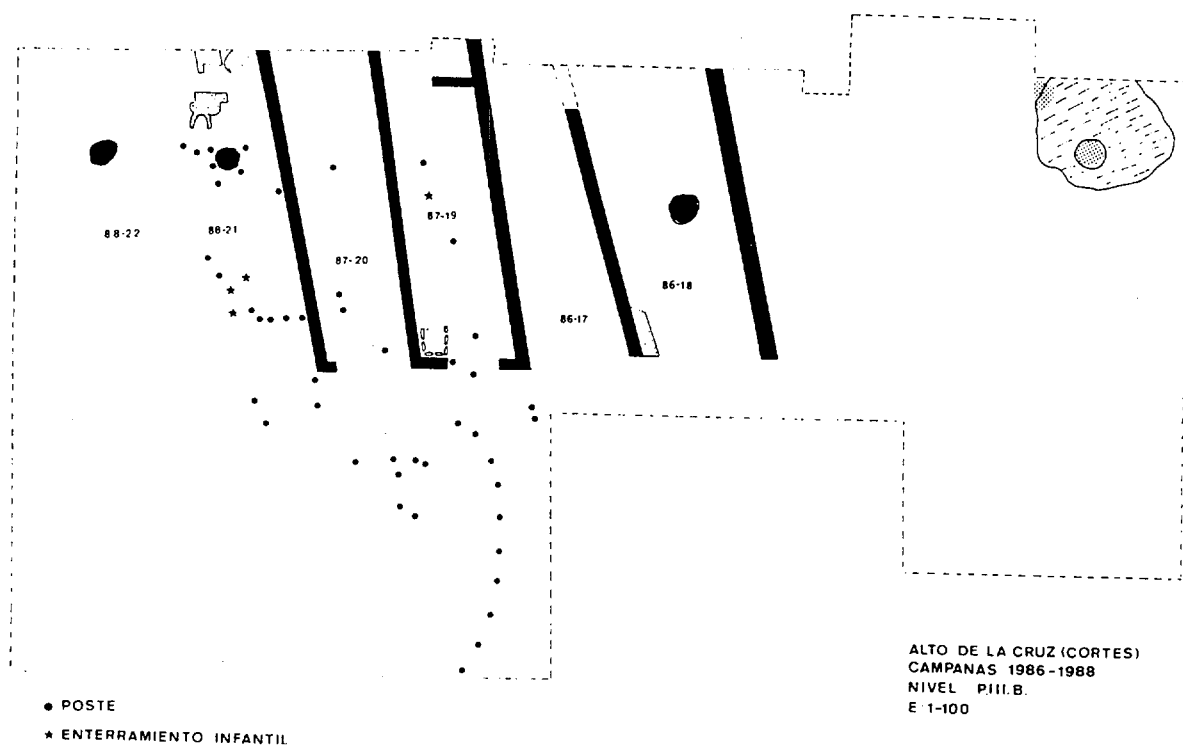 88-22
88-21
87-20
87-19
86-17
86-18
● POSTE
★ ENTERRAMIENTO INFANTIL
ALTO DE LA CRUZ (CORTES)
CAMPANAS 1986-1988
NIVEL P.III.B.
E 1-100